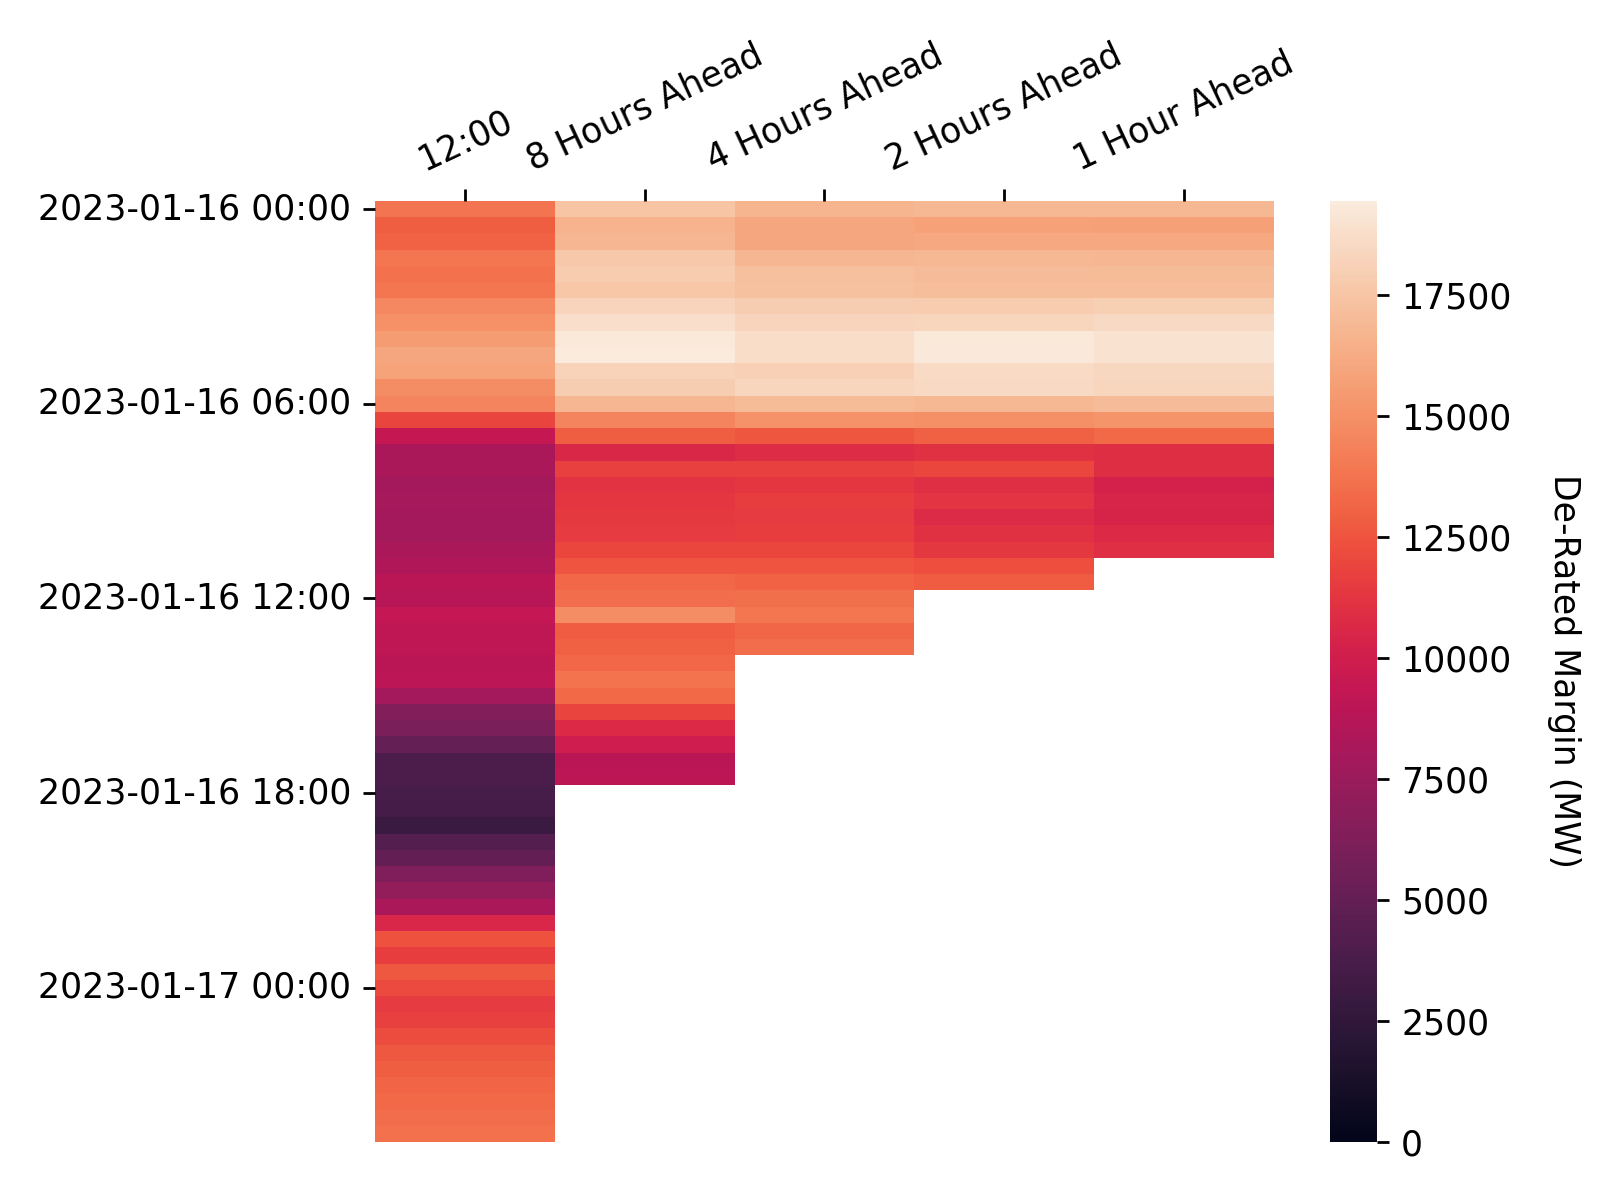 12:00
8 Hours Ahead
4 Hours Ahead
2 Hours Ahead
1 Hour Ahead
2023-01-16 00:00
2023-01-16 06:00
2023-01-16 12:00
2023-01-16 18:00
2023-01-17 00:00
17500
15000
12500
10000
7500
5000
2500
0
De-Rated Margin (MW)